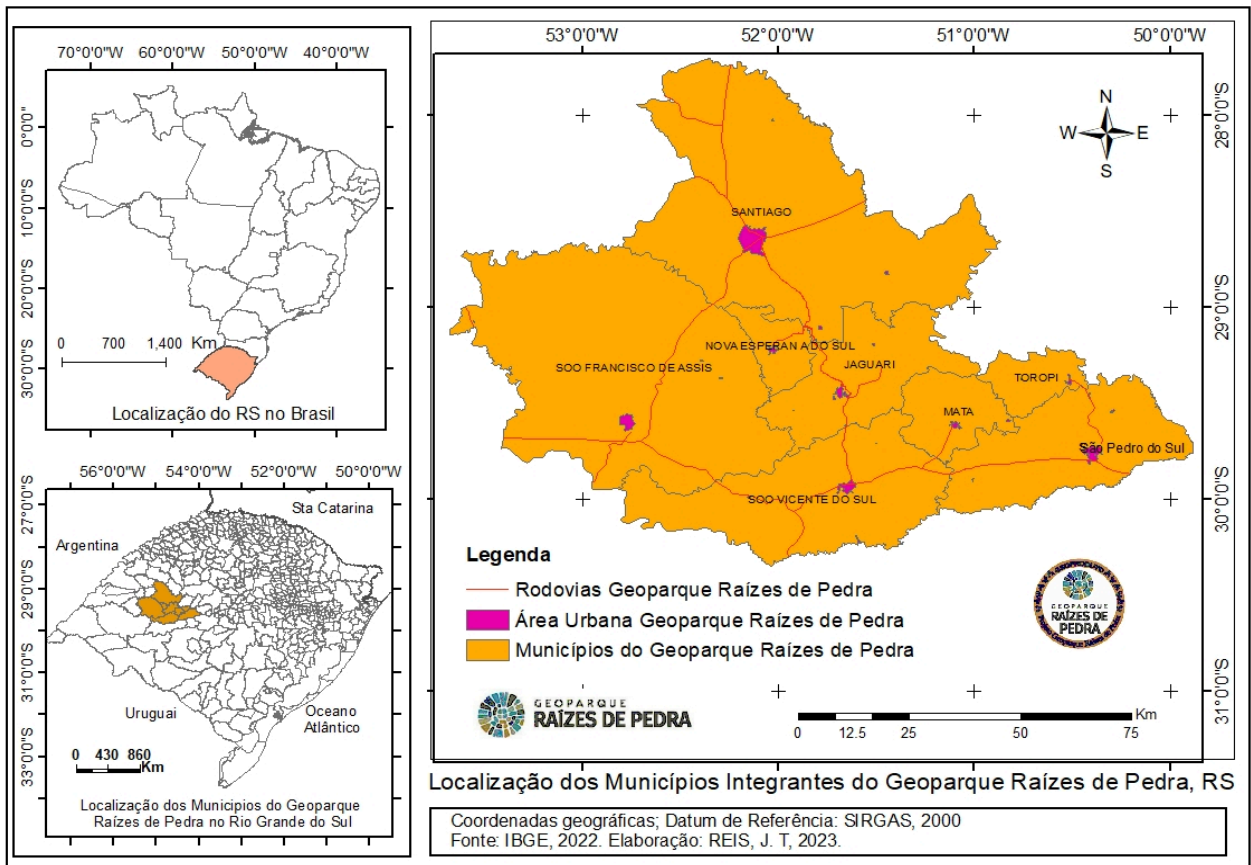 70°0'0"W 60°0'0"W 50°0'0"W 40°0'0"W
0°0'0"
10°0'0"S
20°0'0"S
30°0'0"S
0 700 1,400 Km
Localização do RS no Brasil
56°0'0"W 54°0'0"W 52°0'0"W 50°0'0"W
27°0'0"S
29°0'0"S
31°0'0"S
33°0'0"S
Sta Catarina
Argentina
Uruguai
Oceano
Atlântico
0 430 860
Km
Localização dos Municipios do Geoparque
Raízes de Pedra no Rio Grande do Sul
53°0'0"W 52°0'0"W 51°0'0"W 50°0'0"W
28°0'0"S
29°0'0"S
30°0'0"S
31°0'0"S
N
W E
S
SANTIAGO
NOVA ESPERAN A DO SUL
SOO FRANCISCO DE ASSIS
JAGUARI
TOROPI
MATA
São Pedro do Sul
SOO VICENTE DO SUL
Legenda
Rodovias Geoparque Raízes de Pedra
Área Urbana Geoparque Raízes de Pedra
Municípios do Geoparque Raízes de Pedra
GEOPARQUE
RAÍZES DE PEDRA
GEOPARQUE
RAÍZES
DE PEDRA
Km
0 12.5 25 50 75
Localização dos Municípios Integrantes do Geoparque Raízes de Pedra, RS
Coordenadas geográficas; Datum de Referência: SIRGAS, 2000
Fonte: IBGE, 2022. Elaboração: REIS, J. T, 2023.